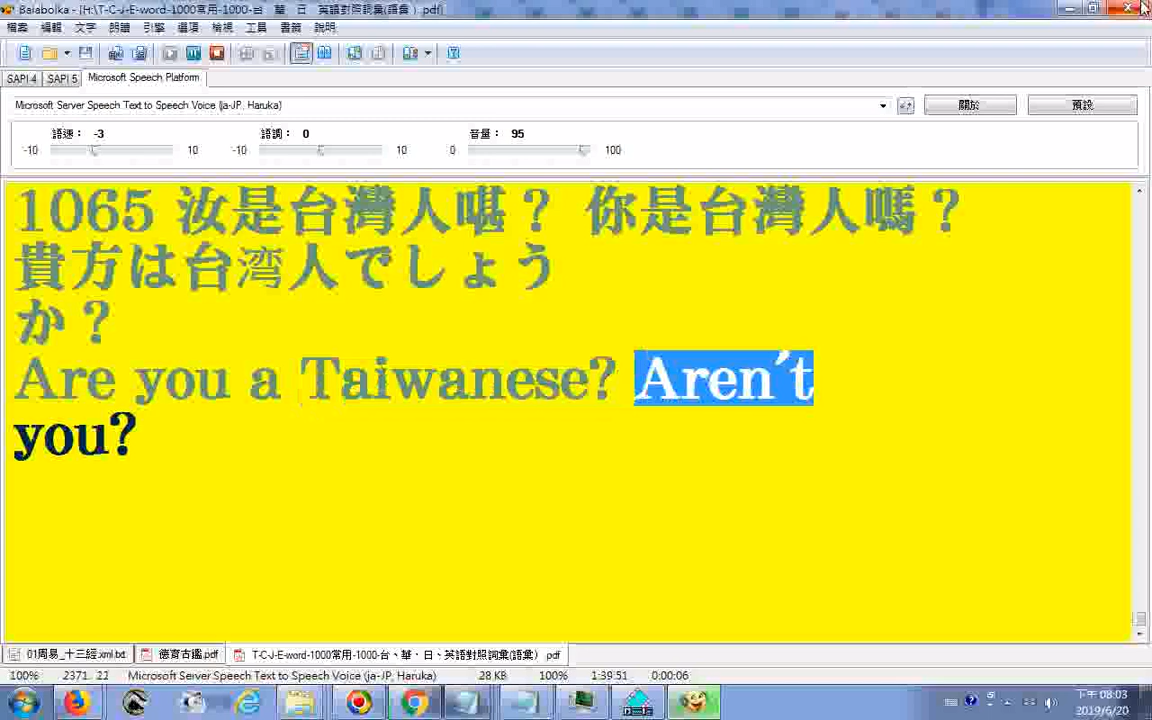 Balabolka - [H:\T-C-J-E-word-1000常用-1000-台、華、日、英語對照詞彙(語彙）.pdf]
檔案 編輯 文字 朗讀 引擎 選項 檢視 工具 書籤 說明
SAPI 4 SAPI 5 Microsoft Speech Platform
Microsoft Server Speech Text to Speech Voice (ja-JP, Haruka) 關於 預設
語速： -3 語調： 0 音量： 95
-10 10 -10 10 0 100
1065 汝是台灣人嗎？ 你是台灣人嗎？
貴方は台湾人でしょう
か？
Are you a Taiwanese? Aren´t
you?
01周易_十三經.xml.txt 德育古鑑.pdf T-C-J-E-word-1000常用-1000-台、華、日、英語對照詞彙(語彙） pdf
100% 2371: 22 Microsoft Server Speech Text to Speech Voice (ja-JP, Haruka) 28 KB 100% 1:39:51 0:00:06
下午 08:03
2019/6/20